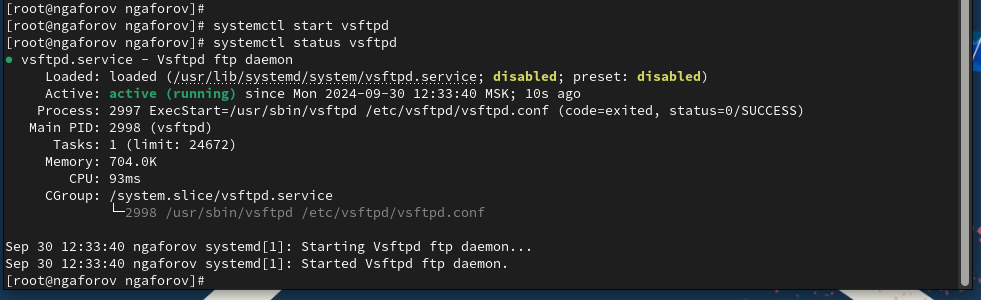 [root@ngaforov ngaforov]#
[root@ngaforov ngaforov]# systemctl start vsftpd
[root@ngaforov ngaforov]# systemctl status vsftpd
● vsftpd.service - Vsftpd ftp daemon
     Loaded: loaded (/usr/lib/systemd/system/vsftpd.service; disabled; preset: disabled)
     Active: active (running) since Mon 2024-09-30 12:33:40 MSK; 10s ago
    Process: 2997 ExecStart=/usr/sbin/vsftpd /etc/vsftpd/vsftpd.conf (code=exited, status=0/SUCCESS)
   Main PID: 2998 (vsftpd)
      Tasks: 1 (limit: 24672)
     Memory: 704.0K
        CPU: 93ms
     CGroup: /system.slice/vsftpd.service
             └─2998 /usr/sbin/vsftpd /etc/vsftpd/vsftpd.conf

Sep 30 12:33:40 ngaforov systemd[1]: Starting Vsftpd ftp daemon...
Sep 30 12:33:40 ngaforov systemd[1]: Started Vsftpd ftp daemon.
[root@ngaforov ngaforov]#